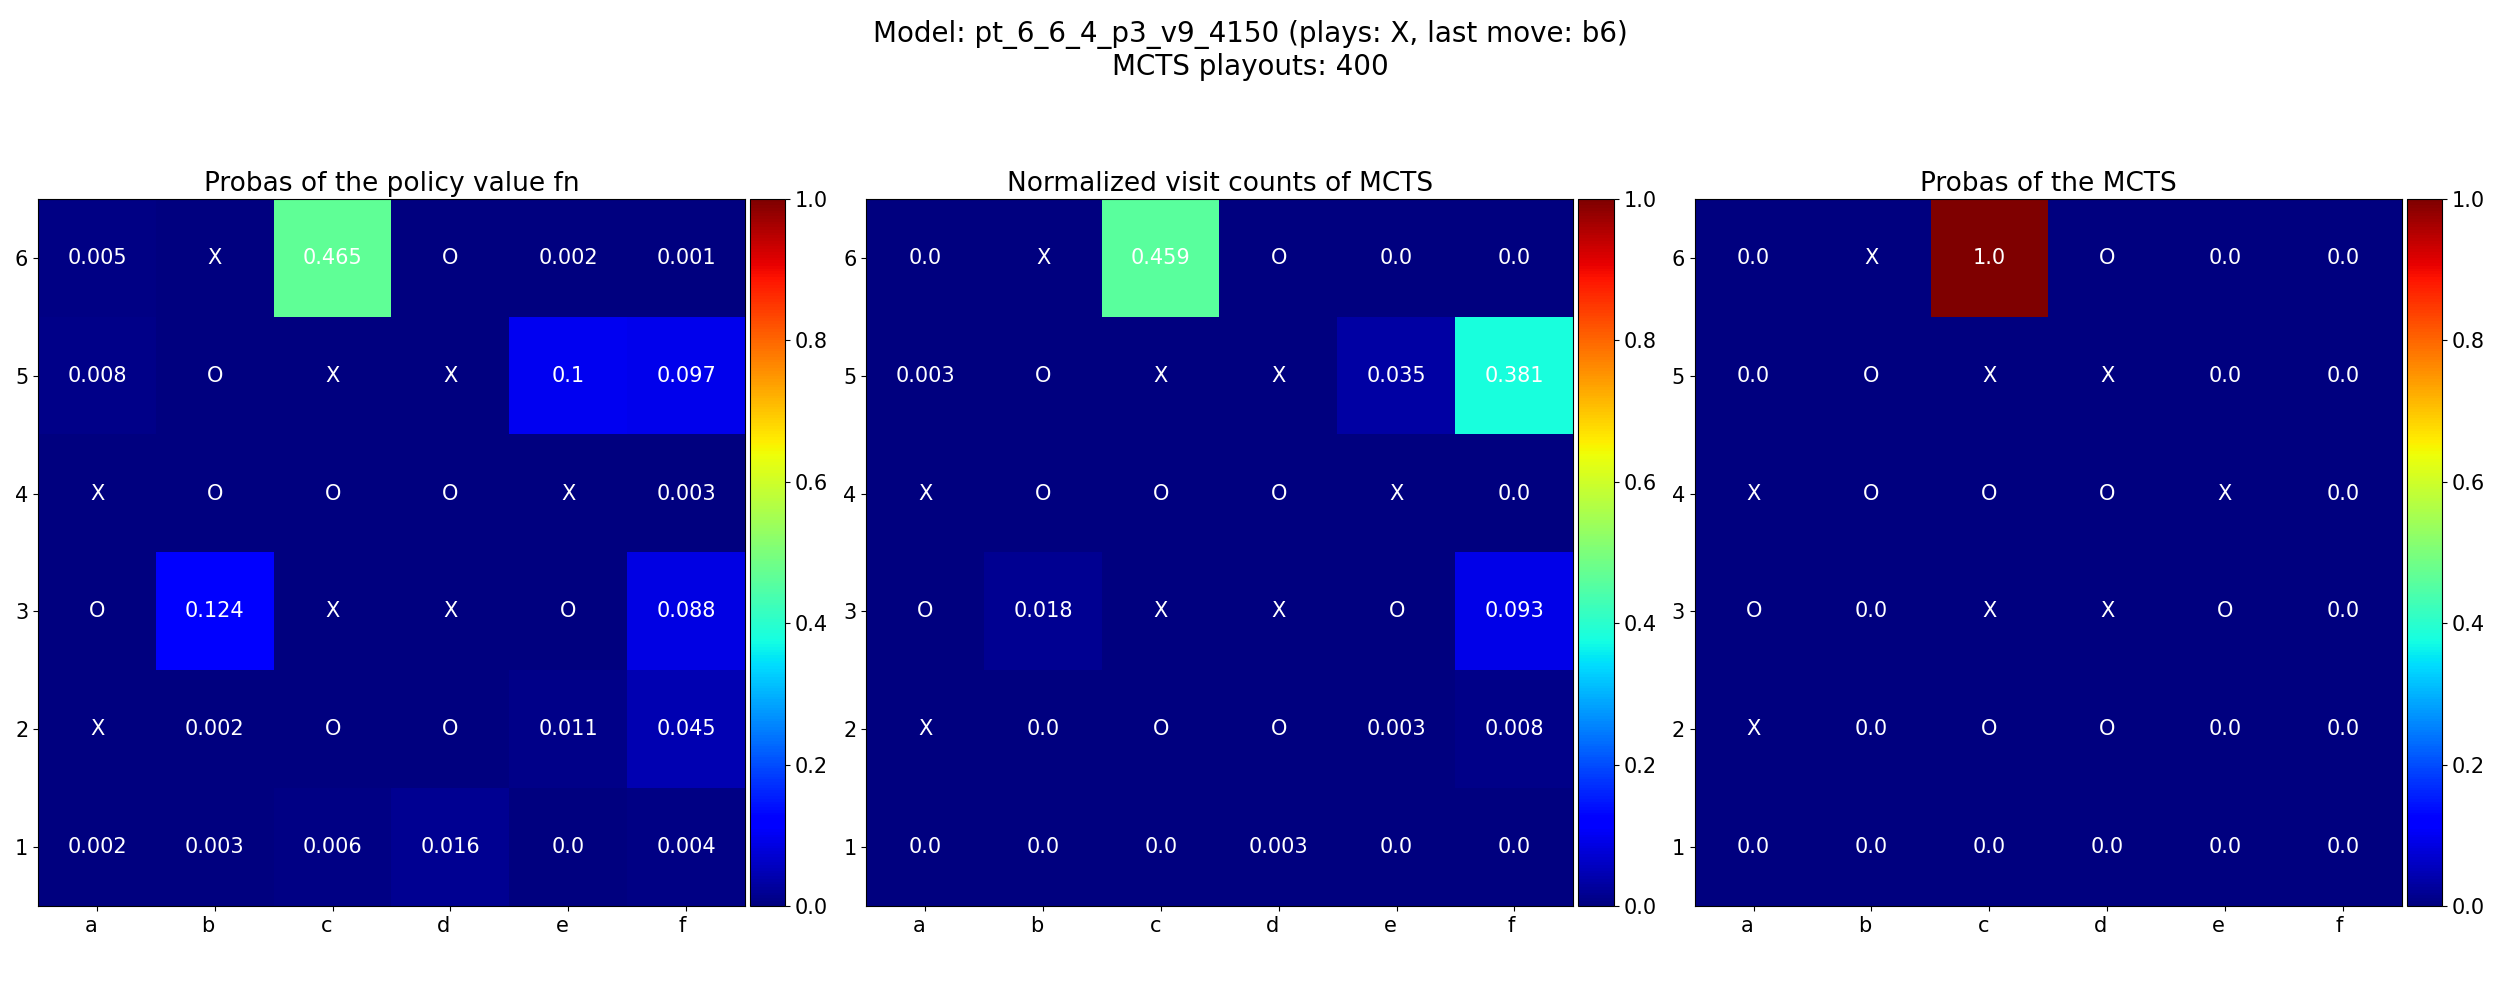 Model: pt_6_6_4_p3_v9_4150 (plays: X, last move: b6)
MCTS playouts: 400
Probas of the policy value fn
6 0.005 X 0.465 O 0.002 0.001
5 0.008 O X X 0.1 0.097
4 X O O O X 0.003
3 O 0.124 X X O 0.088
2 X 0.002 O O 0.011 0.045
1 0.002 0.003 0.006 0.016 0.0 0.004
a b c d e f
1.0
0.8
0.6
0.4
0.2
0.0
Normalized visit counts of MCTS
6 0.0 X 0.459 O 0.0 0.0
5 0.003 O X X 0.035 0.381
4 X O O O X 0.0
3 O 0.018 X X O 0.093
2 X 0.0 O O 0.003 0.008
1 0.0 0.0 0.0 0.003 0.0 0.0
a b c d e f
1.0
0.8
0.6
0.4
0.2
0.0
Probas of the MCTS
6 0.0 X 1.0 O 0.0 0.0
5 0.0 O X X 0.0 0.0
4 X O O O X 0.0
3 O 0.0 X X O 0.0
2 X 0.0 O O 0.0 0.0
1 0.0 0.0 0.0 0.0 0.0 0.0
a b c d e f
1.0
0.8
0.6
0.4
0.2
0.0